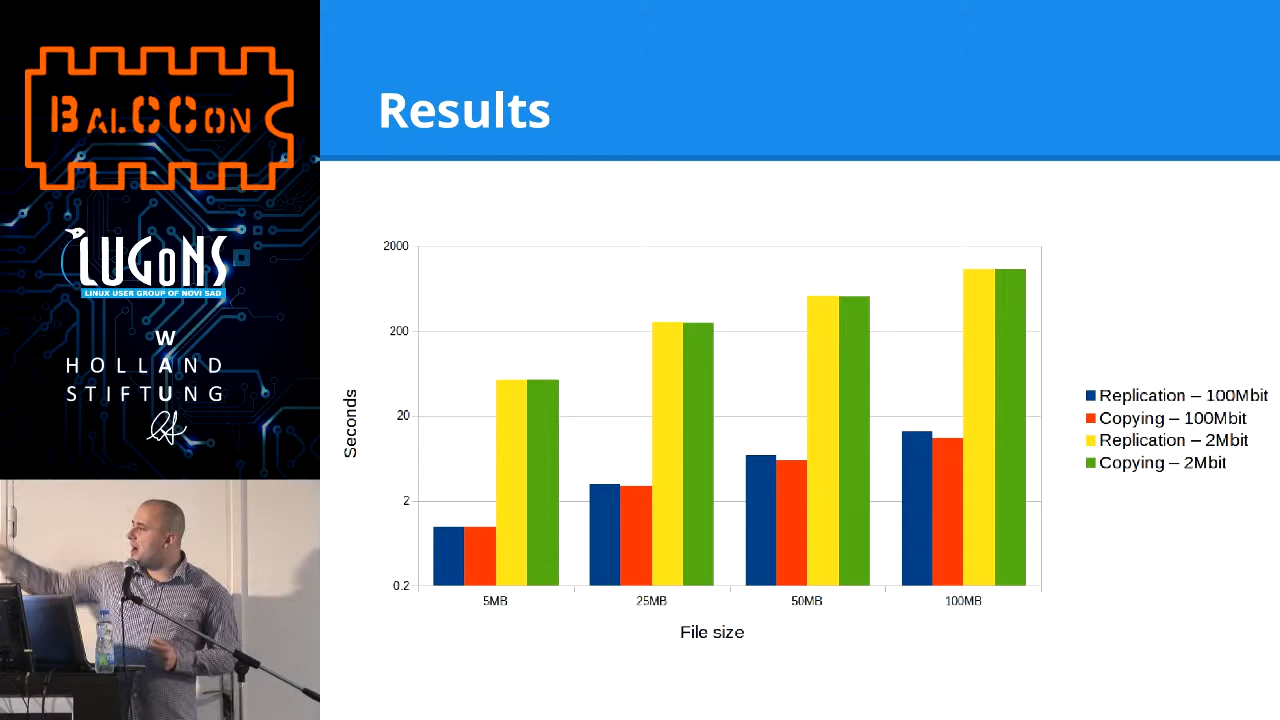 BALCCON
LUGONS
LINUX USER GROUP OF NOVI SAD
W
HOLLAND
STIFTUNG
Results
2000
200
20
2
0.2
Seconds
5MB
25MB
50MB
100MB
File size
Replication – 100Mbit
Copying – 100Mbit
Replication – 2Mbit
Copying – 2Mbit